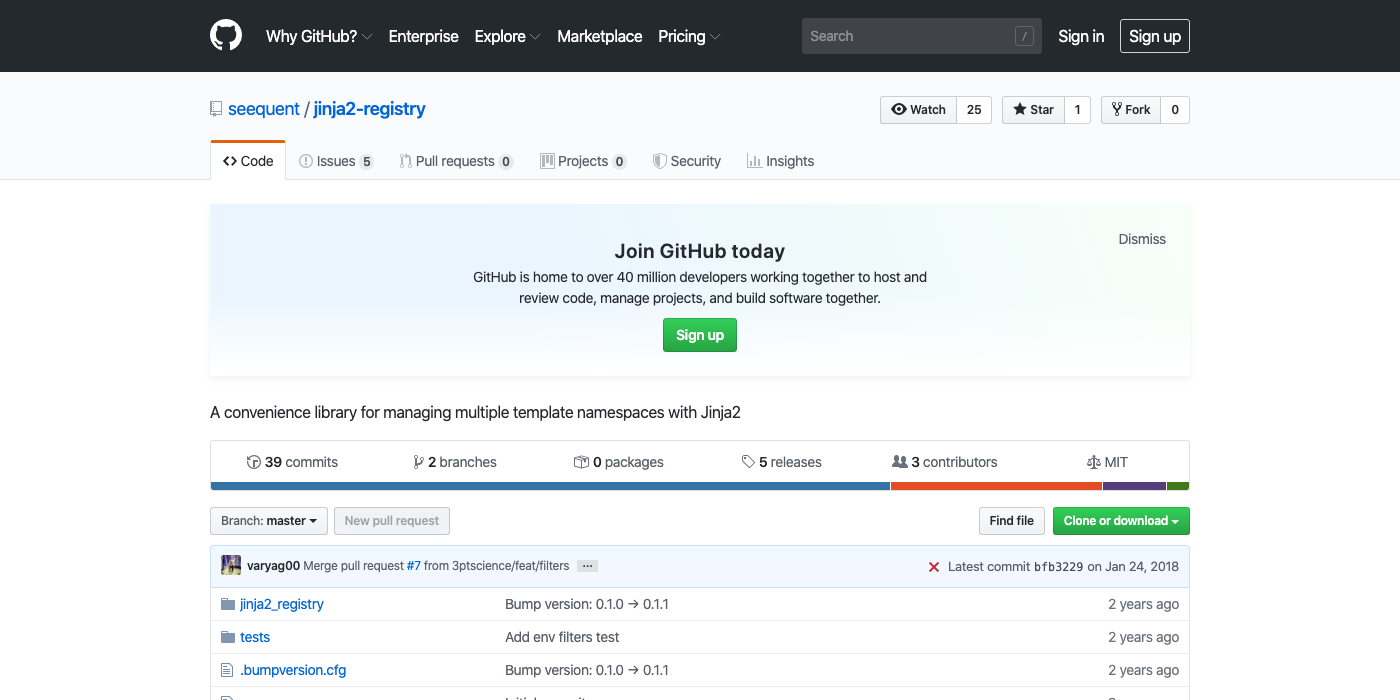 Why GitHub? Enterprise Explore Marketplace Pricing Search / Sign in Sign up
seequent / jinja2-registry Watch 25 Star 1 Fork 0
Code Issues 5 Pull requests 0 Projects 0 Security Insights
Dismiss
Join GitHub today
GitHub is home to over 40 million developers working together to host and
review code, manage projects, and build software together.
Sign up
A convenience library for managing multiple template namespaces with Jinja2
39 commits 2 branches 0 packages 5 releases 3 contributors MIT
Branch: master New pull request Find file Clone or download
varyag00 Merge pull request #7 from 3ptscience/feat/filters … Latest commit bfb3229 on Jan 24, 2018
jinja2_registry Bump version: 0.1.0 → 0.1.1 2 years ago
tests Add env filters test 2 years ago
.bumpversion.cfg Bump version: 0.1.0 → 0.1.1 2 years ago